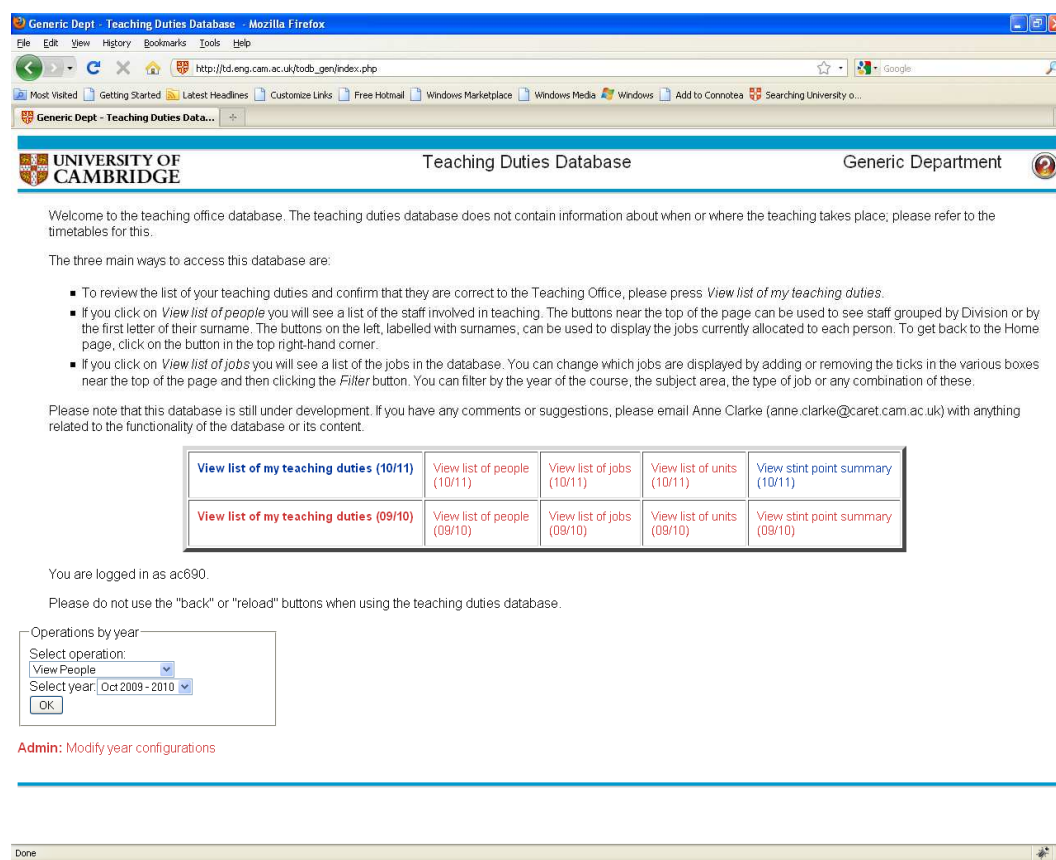 Generic Dept - Teaching Duties Database - Mozilla Firefox
File Edit View History Bookmarks Tools Help
http://td.eng.cam.ac.uk/todb_gen/index.php
Google
Most Visited Getting Started Latest Headlines Customize Links Free Hotmail Windows Marketplace Windows Media Windows Add to Connotea Searching University o...
Generic Dept - Teaching Duties Data...
UNIVERSITY OF
CAMBRIDGE
Teaching Duties Database
Generic Department
Welcome to the teaching office database. The teaching duties database does not contain information about when or where the teaching takes place; please refer to the
timetables for this.
The three main ways to access this database are:
To review the list of your teaching duties and confirm that they are correct to the Teaching Office, please press View list of my teaching duties.
If you click on View list of people you will see a list of the staff involved in teaching. The buttons near the top of the page can be used to see staff grouped by Division or by
the first letter of their surname. The buttons on the left, labelled with surnames, can be used to display the jobs currently allocated to each person. To get back to the Home
page, click on the button in the top right-hand corner.
If you click on View list of jobs you will see a list of the jobs in the database. You can change which jobs are displayed by adding or removing the ticks in the various boxes
near the top of the page and then clicking the Filter button. You can filter by the year of the course, the subject area, the type of job or any combination of these.
Please note that this database is still under development. If you have any comments or suggestions, please email Anne Clarke (anne.clarke@caret.cam.ac.uk) with anything
related to the functionality of the database or its content.
View list of my teaching duties (10/11) View list of people View list of jobs View list of units View stint point summary
(10/11) (10/11) (10/11) (10/11)
View list of my teaching duties (09/10) View list of people View list of jobs View list of units View stint point summary
(09/10) (09/10) (09/10) (09/10)
You are logged in as ac690.
Please do not use the "back" or "reload" buttons when using the teaching duties database.
Operations by year
Select operation:
View People
Select year: Oct 2009 - 2010
OK
Admin: Modify year configurations
Done